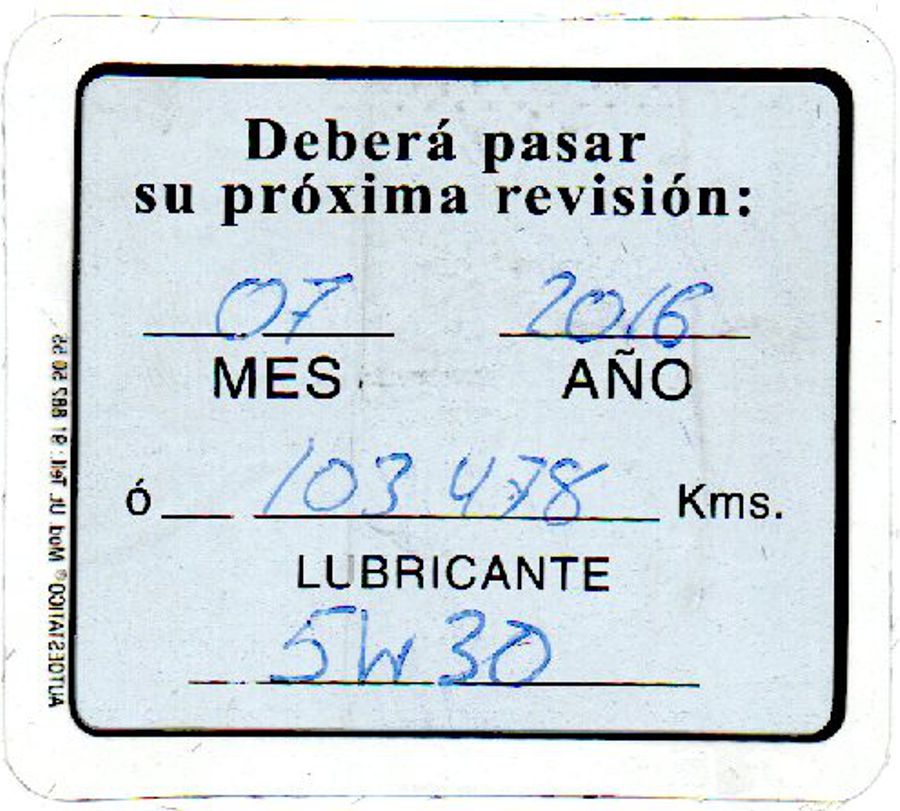 Deberá pasar
su próxima revisión:
07 2016
MES AÑO
ó 103.478 Kms.
LUBRICANTE
5W30